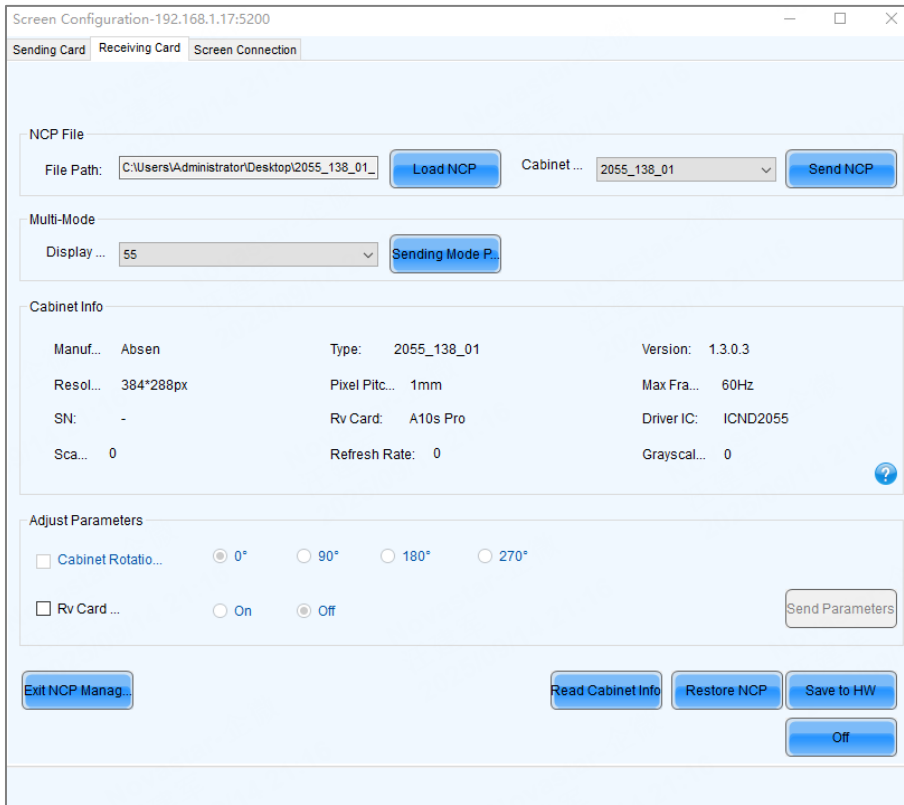 Screen Configuration-192.168.1.17:5200
Sending Card Receiving Card Screen Connection
NCP File
File Path: C:\Users\Administrator\Desktop\2055_138_01_ Load NCP Cabinet ... 2055_138_01 Send NCP
Multi-Mode
Display ... 55 Sending Mode P...
Cabinet Info
Manuf... Absen Type: 2055_138_01 Version: 1.3.0.3
Resol... 384*288px Pixel Pitc... 1mm Max Fra... 60Hz
SN: - Rv Card: A10s Pro Driver IC: ICND2055
Sca... 0 Refresh Rate: 0 Grayscal... 0
?
Adjust Parameters
Cabinet Rotatio... 0° 90° 180° 270°
Rv Card ... On Off Send Parameters
Exit NCP Manag... Read Cabinet Info Restore NCP Save to HW
Off